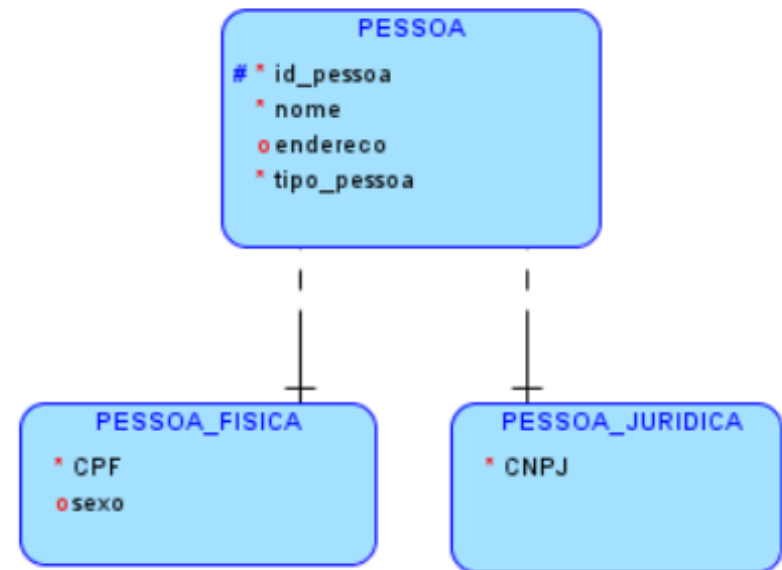 PESSOA
# * id_pessoa
* nome
o endereco
* tipo_pessoa
PESSOA_FISICA
* CPF
o sexo
PESSOA_JURIDICA
* CNPJ